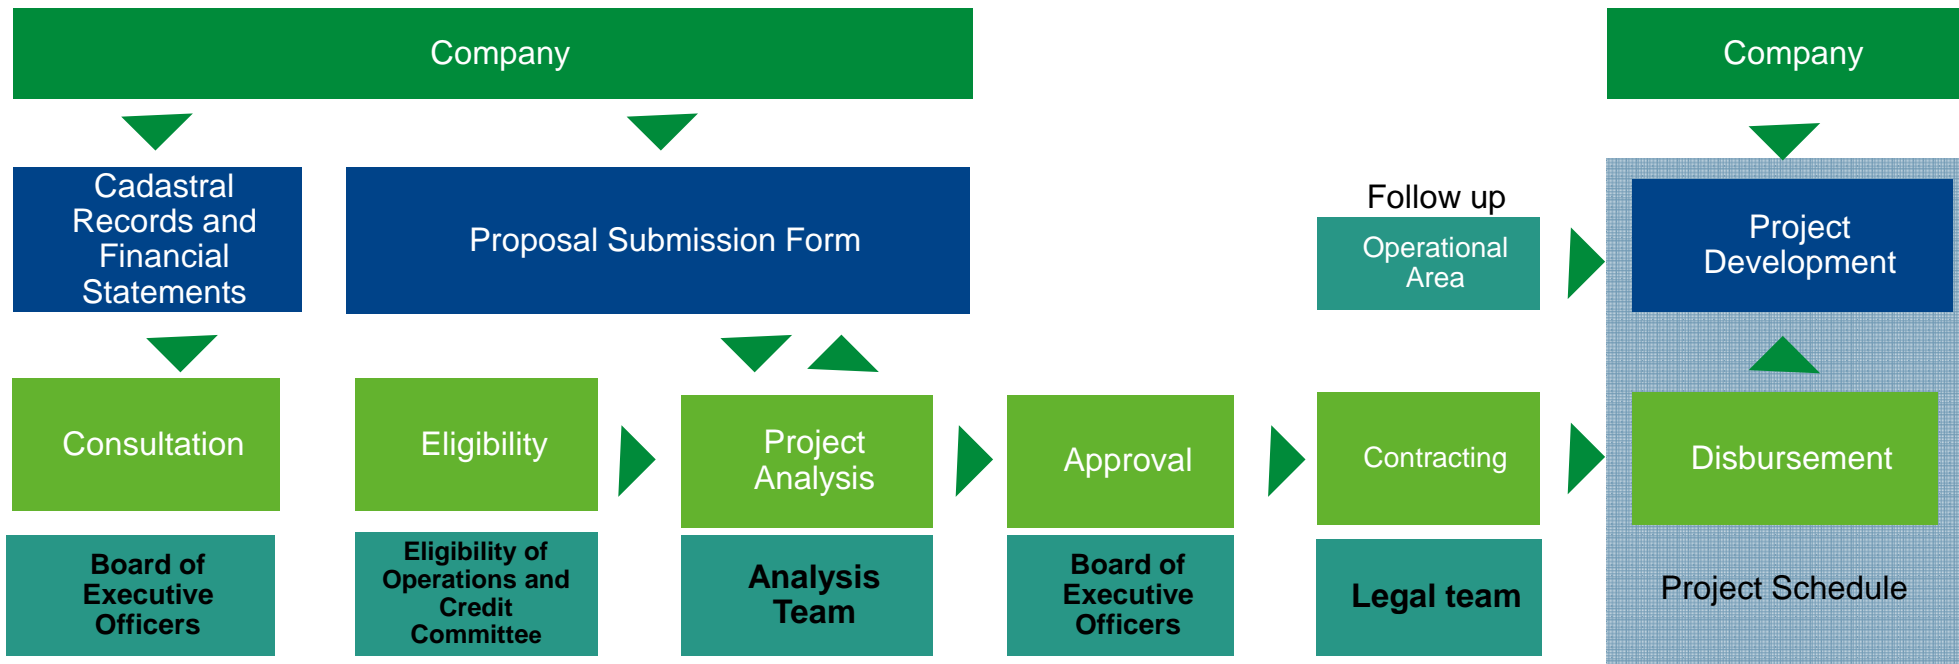 Company
Company
Cadastral
Records and
Financial
Statements
Proposal Submission Form
Follow up
Operational
Area
Project
Development
Consultation
Eligibility
Project
Analysis
Approval
Contracting
Disbursement
Board of
Executive
Officers
Eligibility of
Operations and
Credit
Committee
Analysis
Team
Board of
Executive
Officers
Legal team
Project Schedule